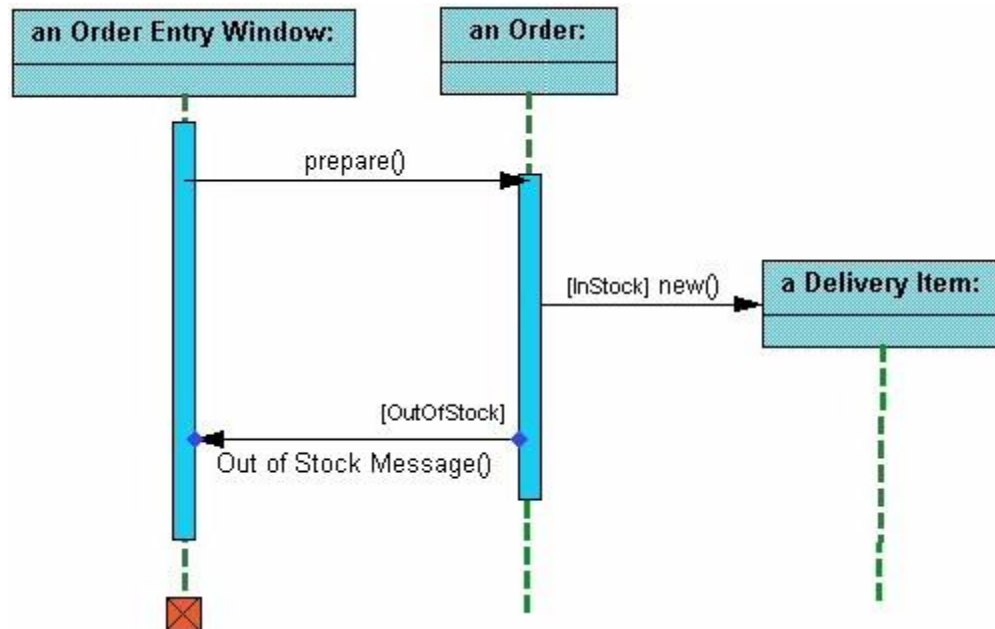 an Order Entry Window:
an Order:
prepare()
[InStock] new()
a Delivery Item:
[OutOfStock]
Out of Stock Message()